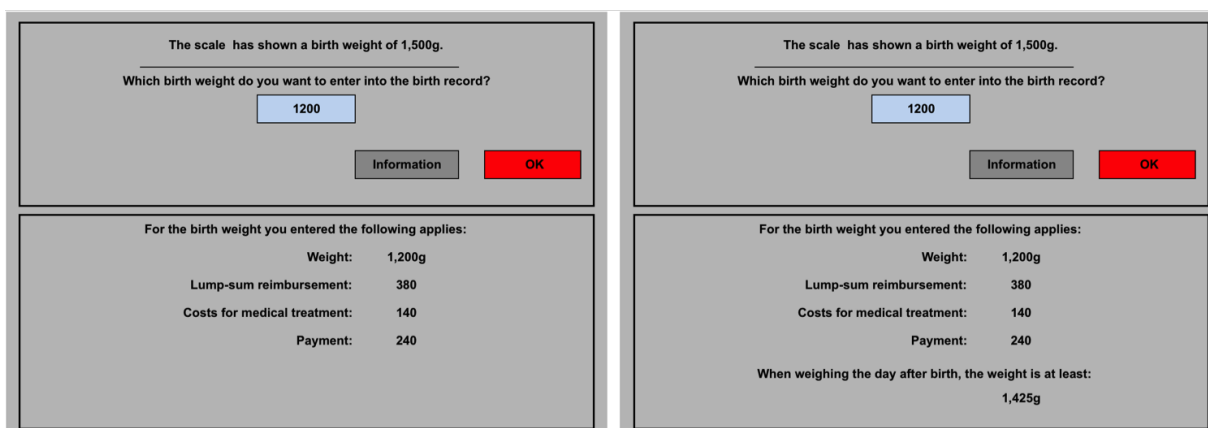 The scale has shown a birth weight of 1,500g.
Which birth weight do you want to enter into the birth record?
1200
Information OK
For the birth weight you entered the following applies:
Weight: 1,200g
Lump-sum reimbursement: 380
Costs for medical treatment: 140
Payment: 240
The scale has shown a birth weight of 1,500g.
Which birth weight do you want to enter into the birth record?
1200
Information OK
For the birth weight you entered the following applies:
Weight: 1,200g
Lump-sum reimbursement: 380
Costs for medical treatment: 140
Payment: 240
When weighing the day after birth, the weight is at least:
1,425g